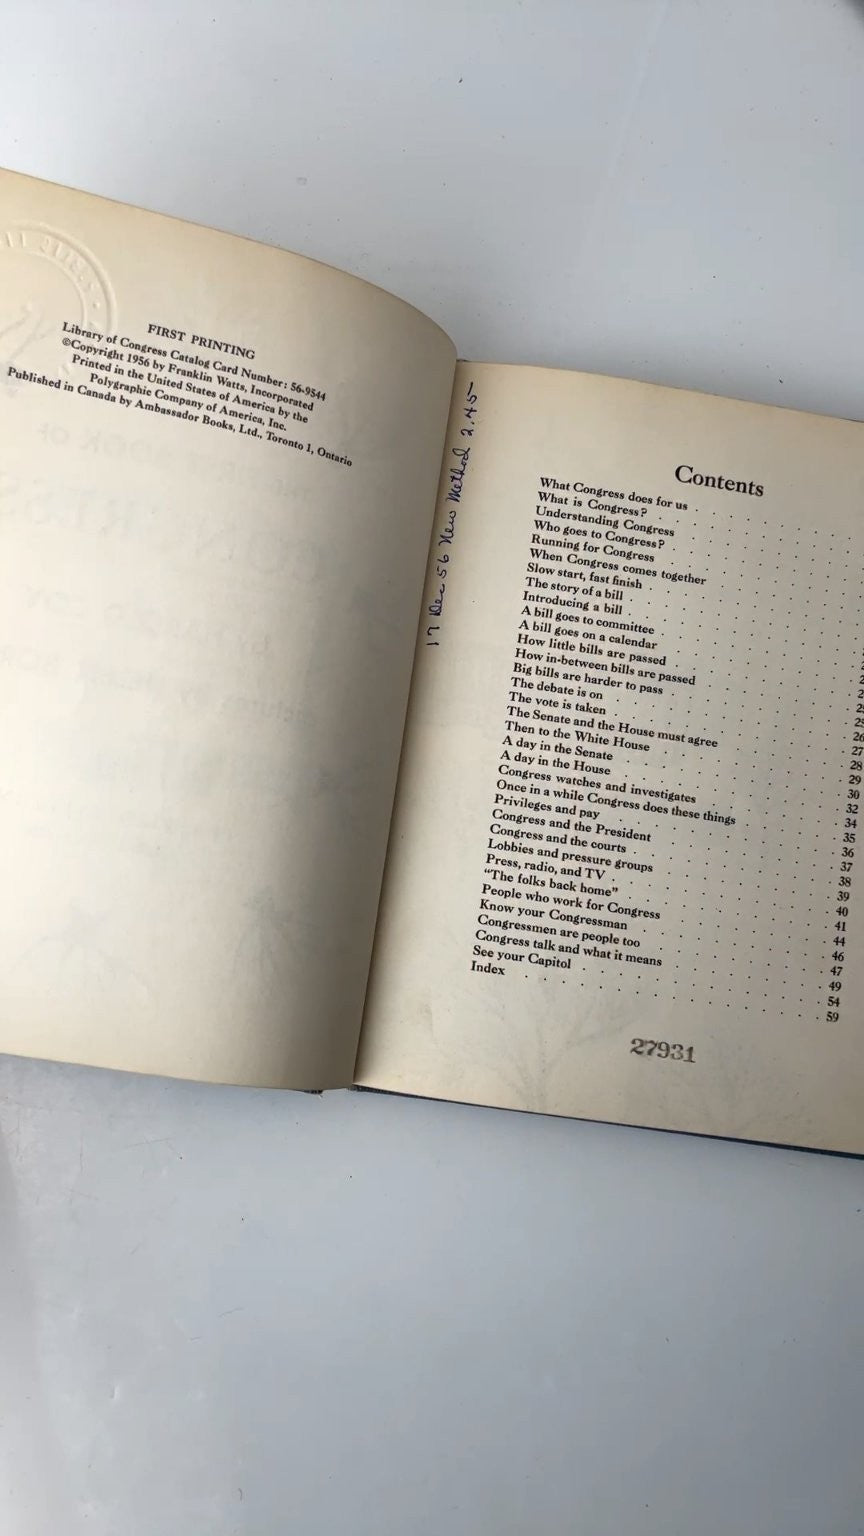 FIRST PRINTING
Library of Congress Catalog Card Number: 56-9544
©Copyright 1956 by Franklin Watts, Incorporated
Printed in the United States of America by the
Polygraphic Company of America, Inc.
Published in Canada by Ambassador Books, Ltd., Toronto 1, Ontario
17 Dec 56 New Method 2.45
Contents
What Congress does for us
What is Congress?
Understanding Congress
Who goes to Congress?
Running for Congress
When Congress comes together
Slow start, fast finish
The story of a bill
Introducing a bill
A bill goes to committee
A bill goes on a calendar
How little bills are passed
How in-between bills are passed
Big bills are harder to pass
The debate is on 26
The vote is taken 27
The Senate and the House must agree 28
Then to the White House 29
A day in the Senate 30
A day in the House 32
Congress watches and investigates 34
Once in a while Congress does these things 35
Privileges and pay 36
Congress and the President 37
Congress and the courts 38
Lobbies and pressure groups 39
Press, radio, and TV 40
"The folks back home" 41
People who work for Congress 44
Know your Congressman 46
Congressmen are people too 47
Congress talk and what it means 49
See your Capitol 54
Index 59
27931